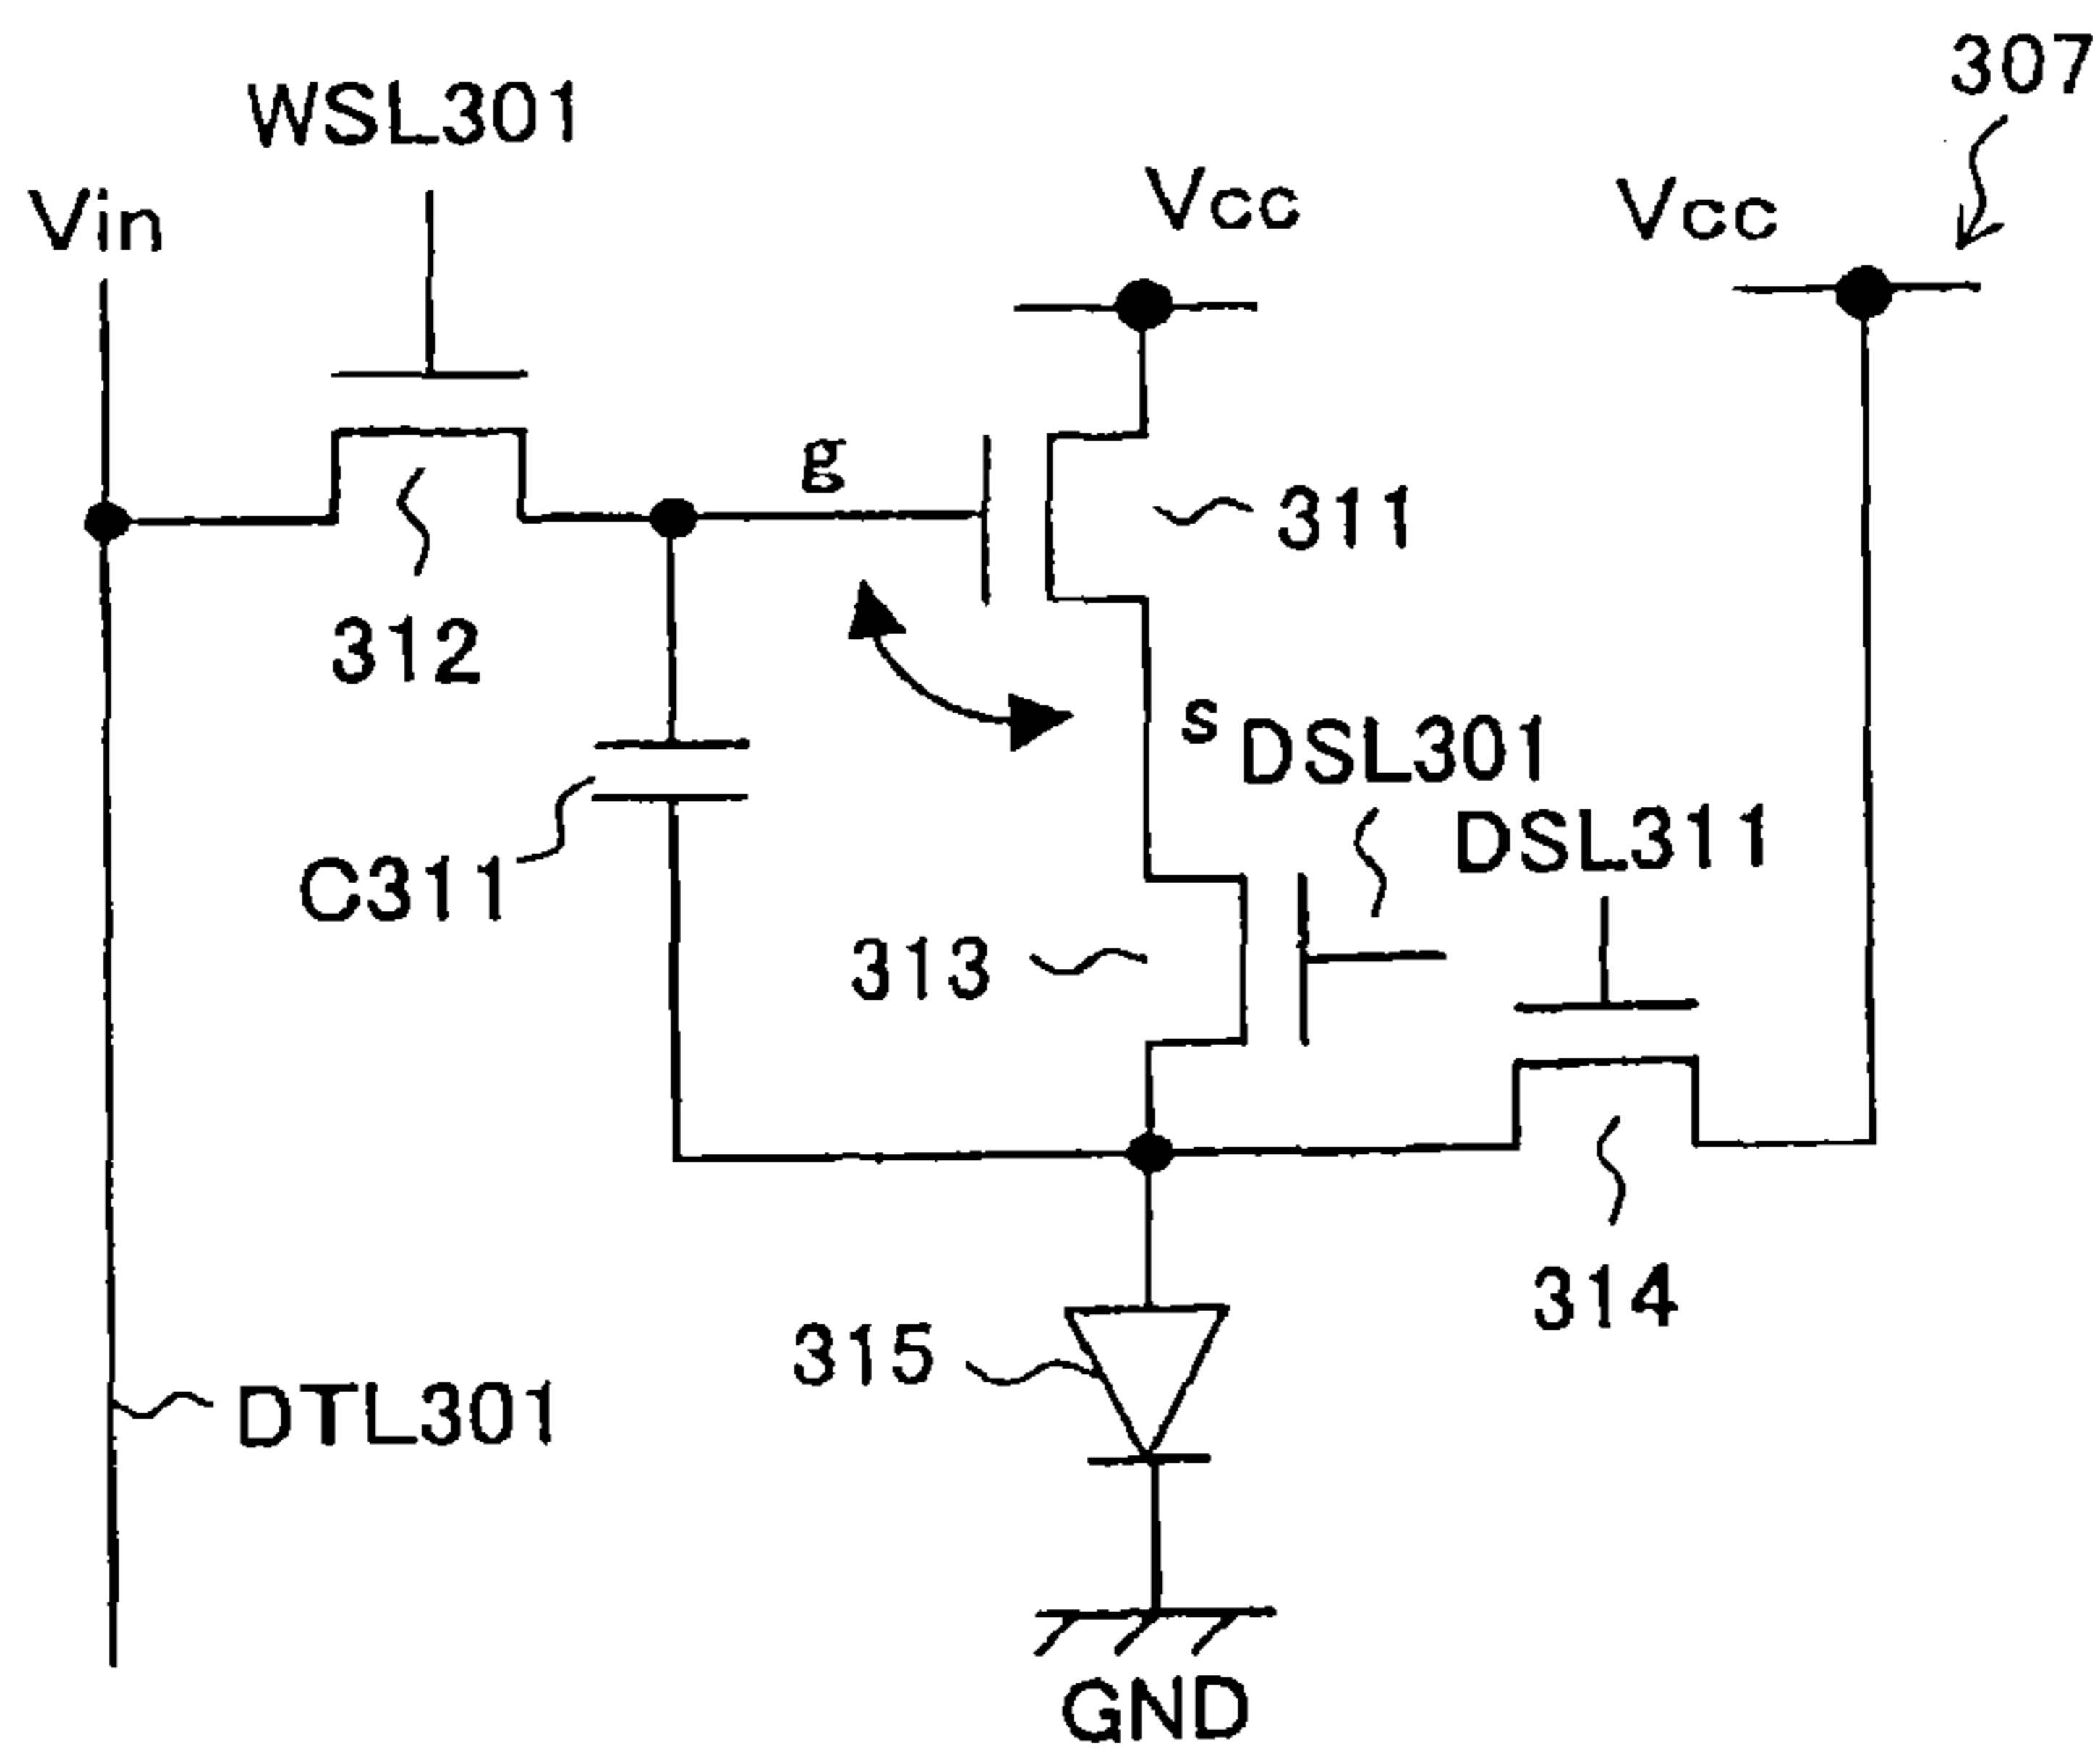 307
WSL301
Vin
Vcc
Vcc
g
311
312
s
DSL301
DSL311
C311
313
314
315
DTL301
GND